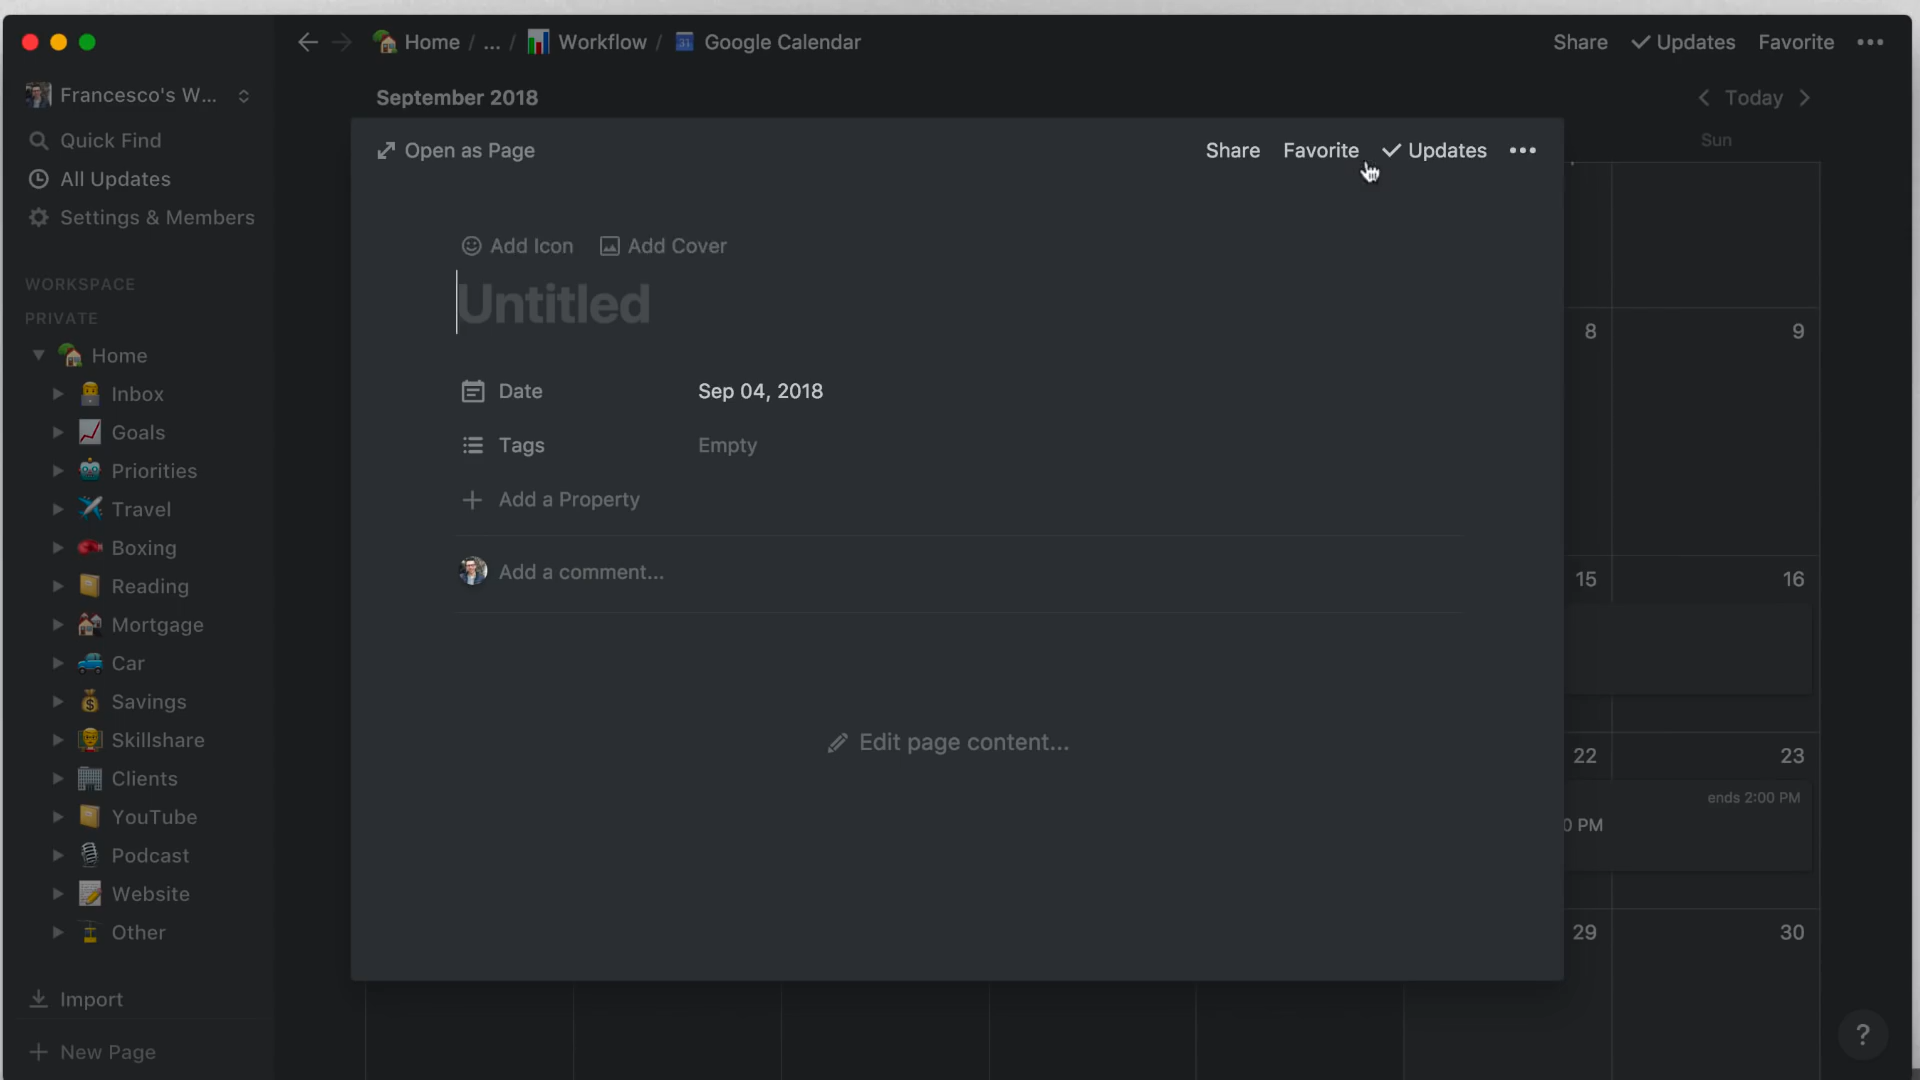 Home / ... / Workflow / Google Calendar
Share Updates Favorite •••
Francesco's W...
Quick Find
All Updates
Settings & Members
WORKSPACE
PRIVATE
Home
Inbox
Goals
Priorities
Travel
Boxing
Reading
Mortgage
Car
Savings
Skillshare
Clients
YouTube
Podcast
Website
Other
Import
New Page
September 2018
Today
Sun
Open as Page
Share Favorite Updates •••
Add Icon Add Cover
Untitled
Date Sep 04, 2018
Tags Empty
Add a Property
Add a comment...
Edit page content...
8 9
15 16
22 23
ends 2:00 PM
0 PM
29 30
?